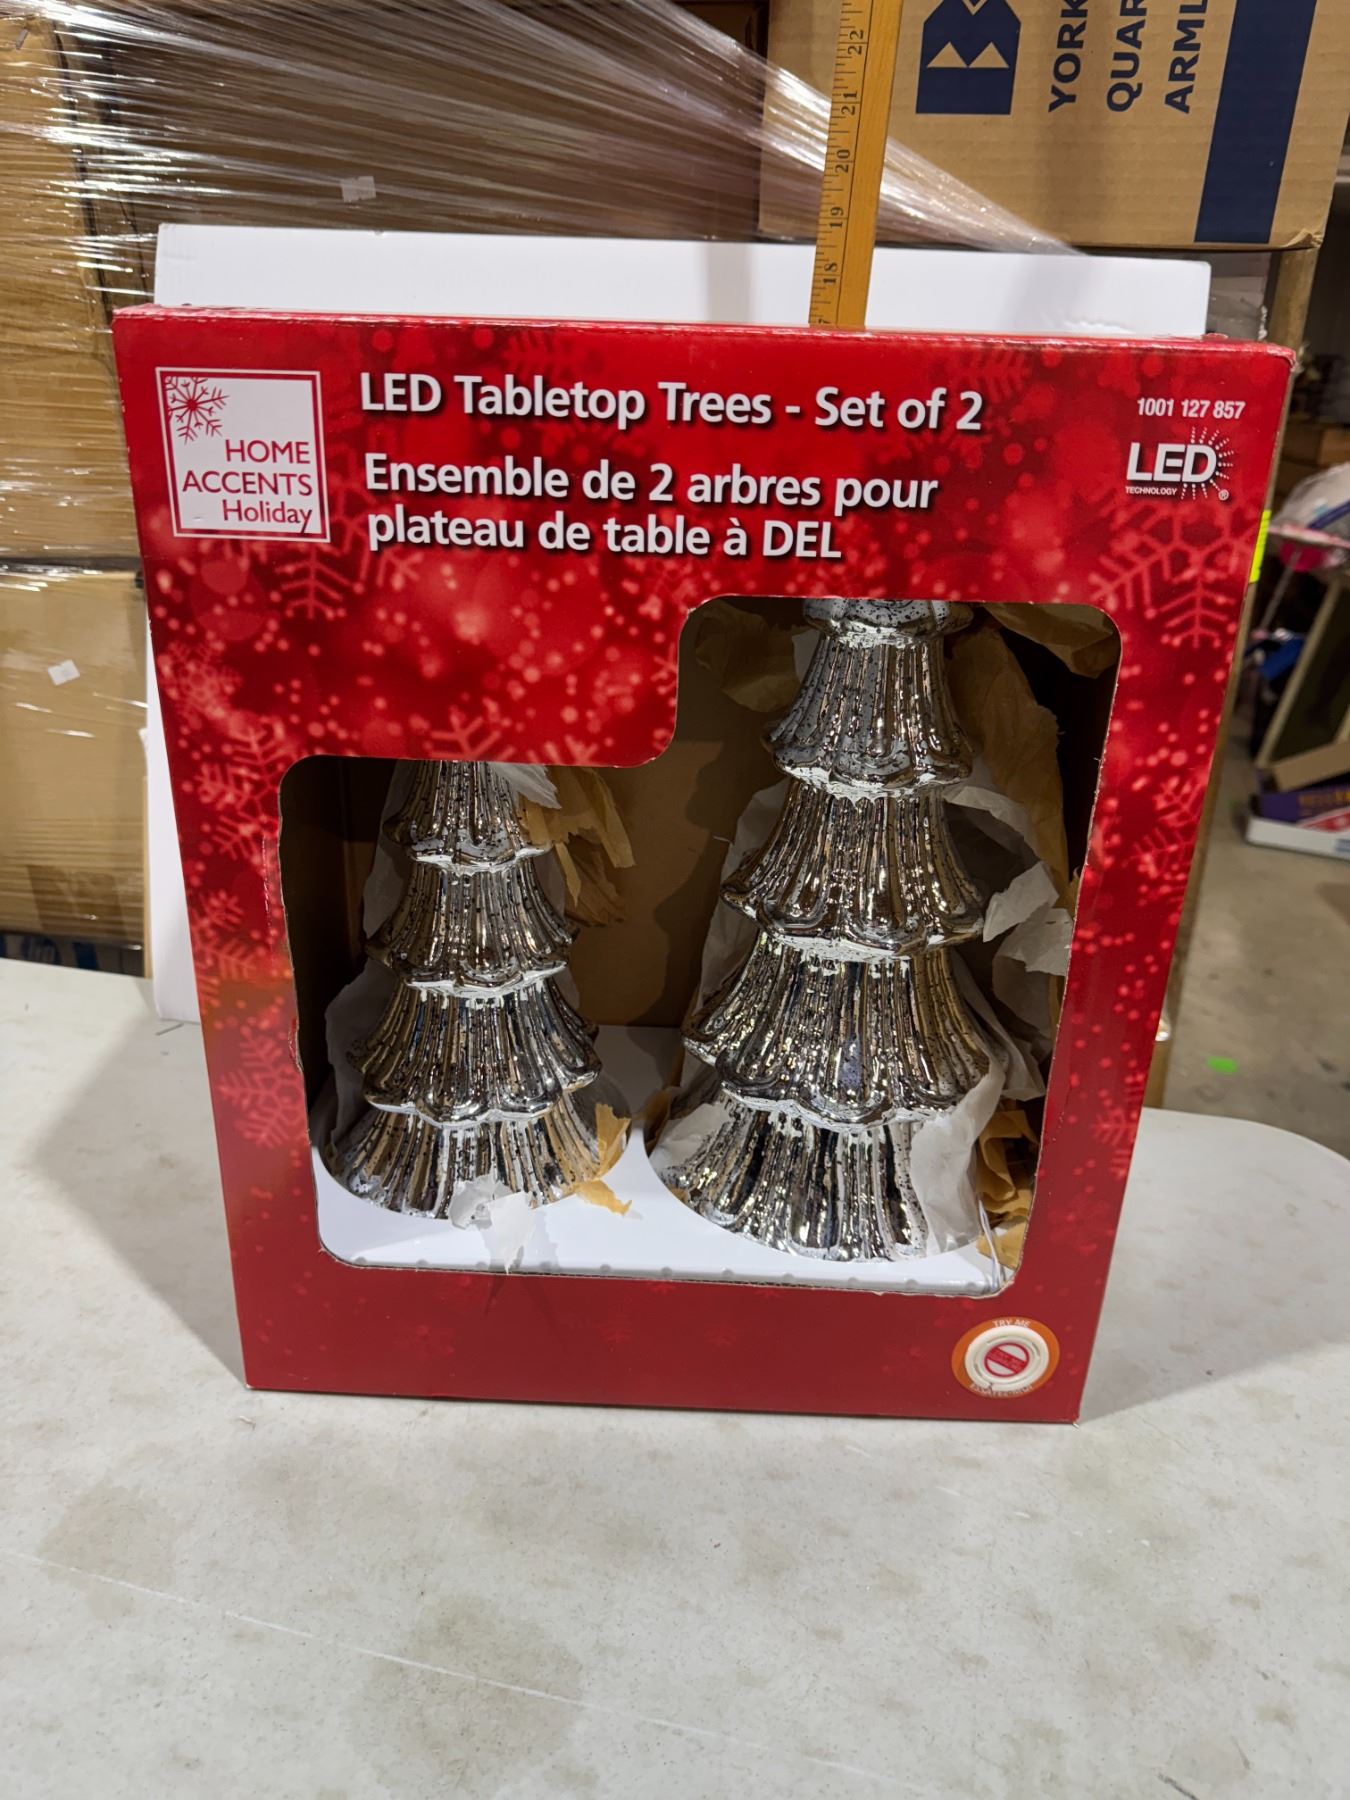 22
21
20
19
18
YORK
QUAR
ARML
HOME
ACCENTS
Holiday
LED Tabletop Trees - Set of 2
Ensemble de 2 arbres pour
plateau de table à DEL
1001 127 857
LED
TECHNOLOGY
®
TRY ME